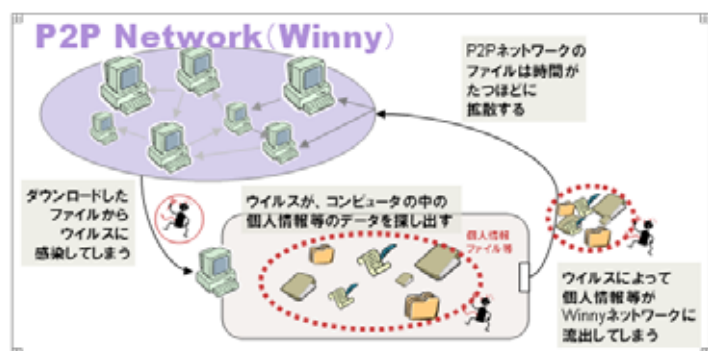 P2P Network(Winny)
P2Pネットワークの
ファイルは時間が
たつほどに
拡散する
ダウンロードした
ファイルから
ウイルスに
感染してしまう
ウイルスが、コンピュータの中の
個人情報等のデータを探し出す
個人情報
ファイル等
ウイルスによって
個人情報等が
Winnyネットワークに
流出してしまう